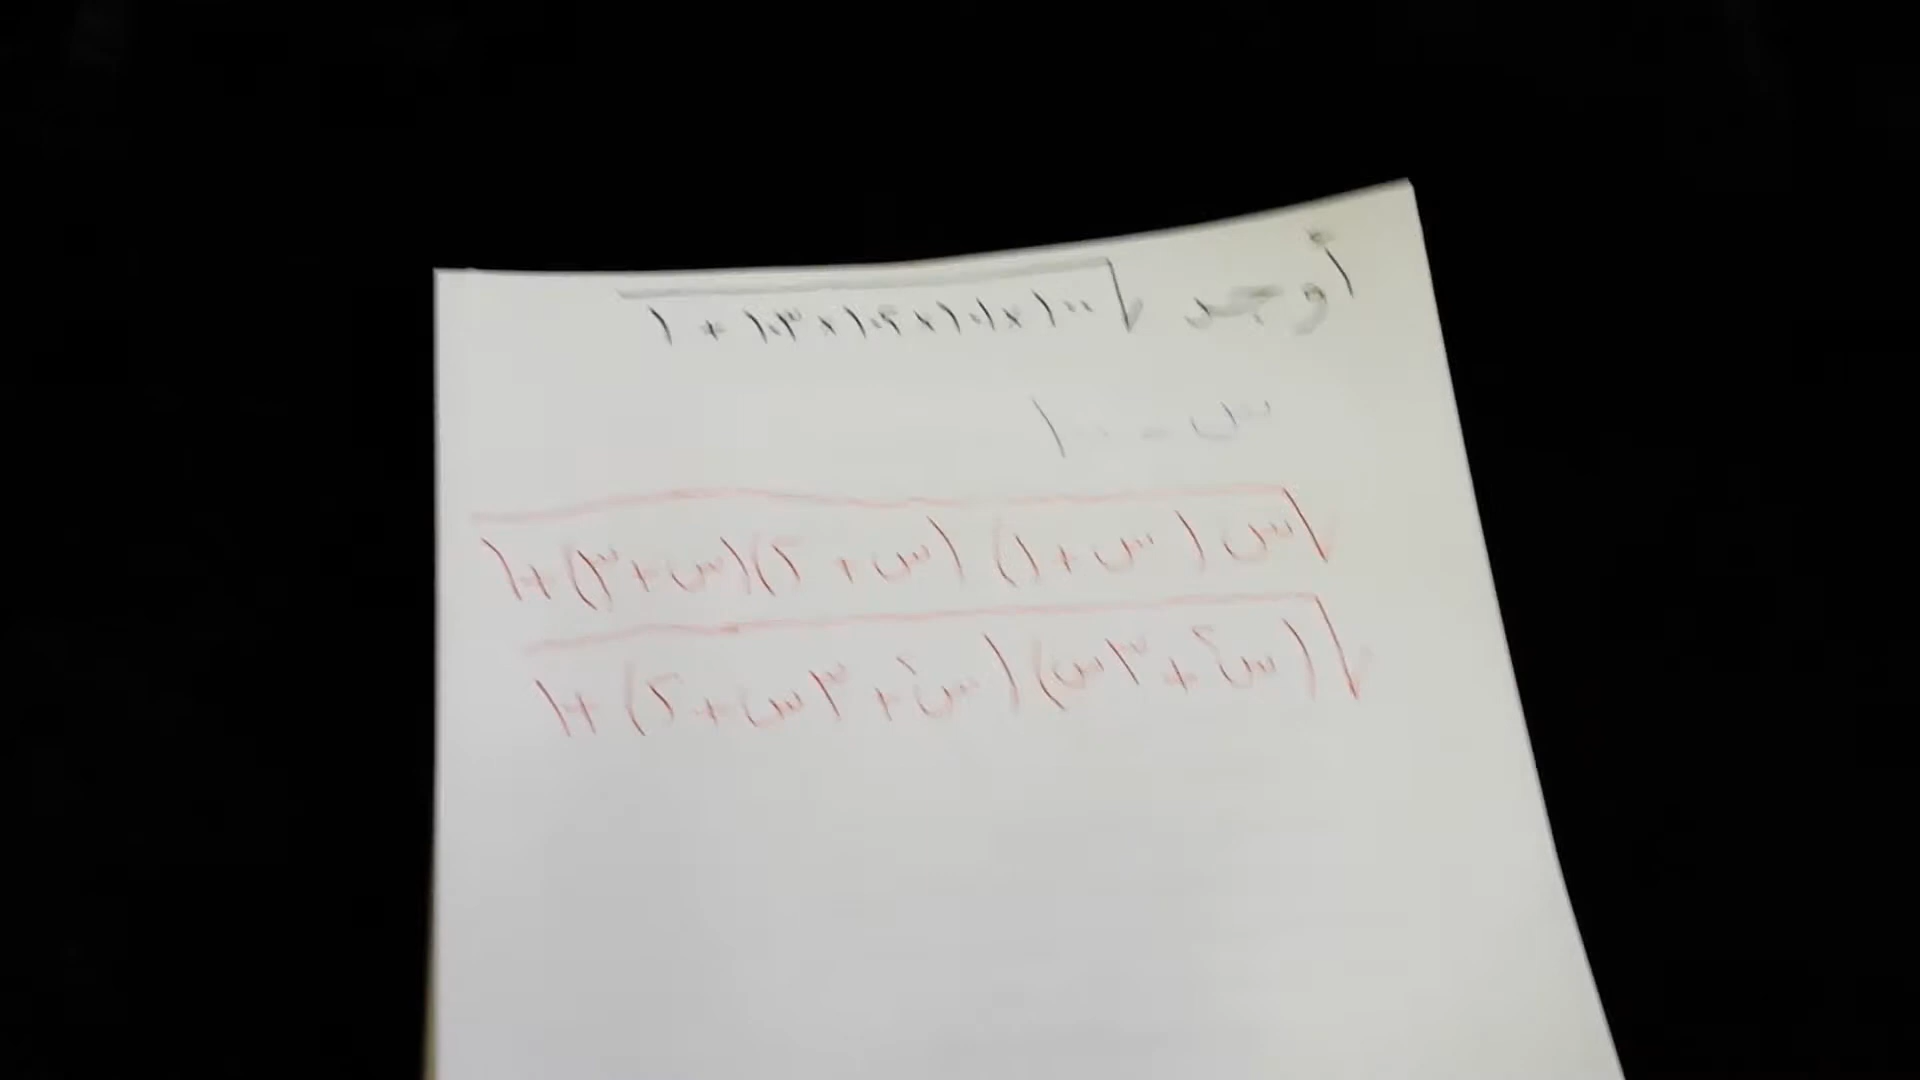 أوجد √١٠٠×١٠١×١٠٢×١٠٣ + ١
س = ١٠٠
√س (س+١) (س+٢)(س+٣)+١
√(س٢+٣س) (س٢+٣س+٢)+١